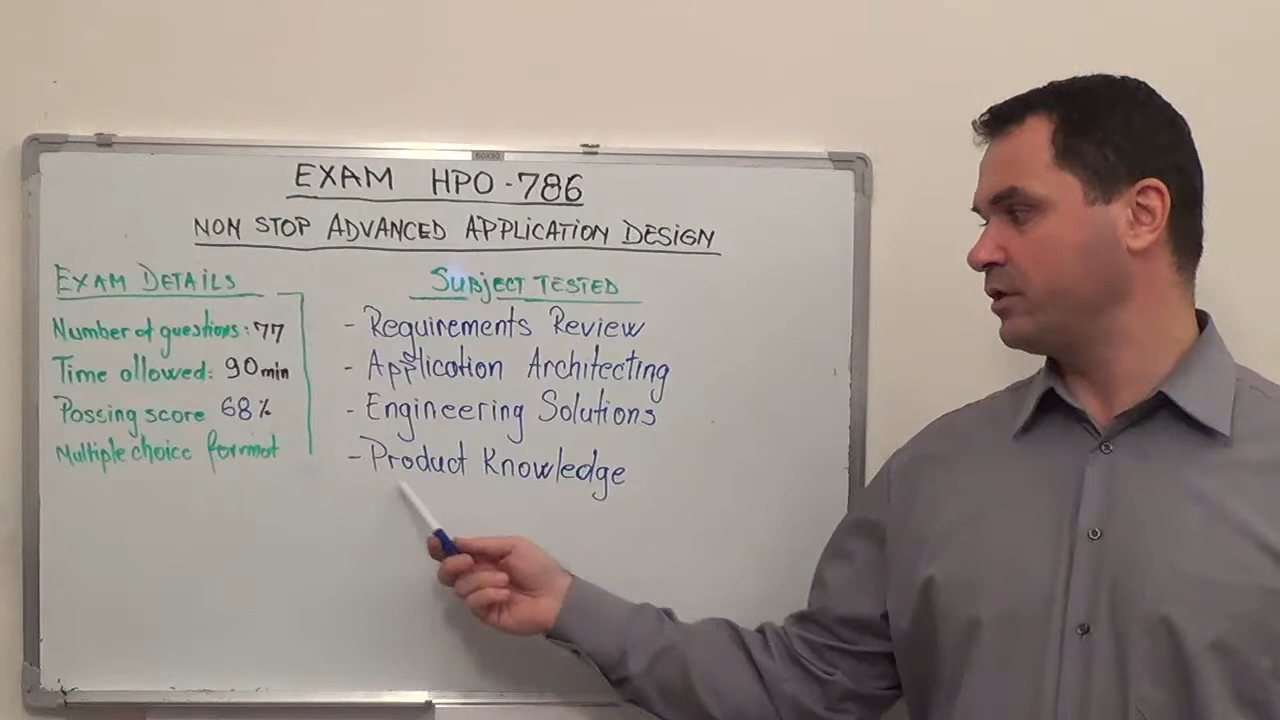 EXAM HPO-786
NON STOP ADVANCED APPLICATION DESIGN
EXAM DETAILS
Number of questions: 77
Time allowed: 90 min
Passing score 68%
Multiple choice format
SUBJECT TESTED
- Requirements Review
- Application Architecting
- Engineering Solutions
- Product Knowledge